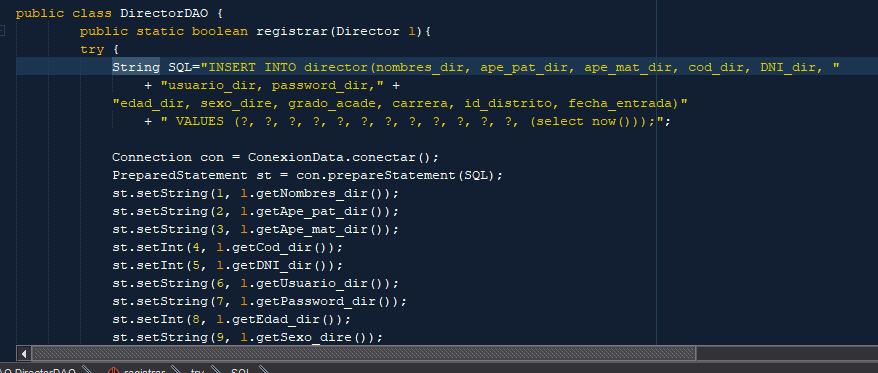 public class DirectorDAO {
public static boolean registrar(Director l){
try {
String SQL="INSERT INTO director(nombres_dir, ape_pat_dir, ape_mat_dir, cod_dir, DNI_dir, "
+ "usuario_dir, password_dir," +
"edad_dir, sexo_dire, grado_acade, carrera, id_distrito, fecha_entrada)"
+ " VALUES (?, ?, ?, ?, ?, ?, ?, ?, ?, ?, ?, ?, (select now()));";
Connection con = ConexionData.conectar();
PreparedStatement st = con.prepareStatement(SQL);
st.setString(1, l.getNombres_dir());
st.setString(2, l.getApe_pat_dir());
st.setString(3, l.getApe_mat_dir());
st.setInt(4, l.getCod_dir());
st.setInt(5, l.getDNI_dir());
st.setString(6, l.getUsuario_dir());
st.setString(7, l.getPassword_dir());
st.setInt(8, l.getEdad_dir());
st.setString(9, l.getSexo_dire());
DirectorDAO registrar try SQL